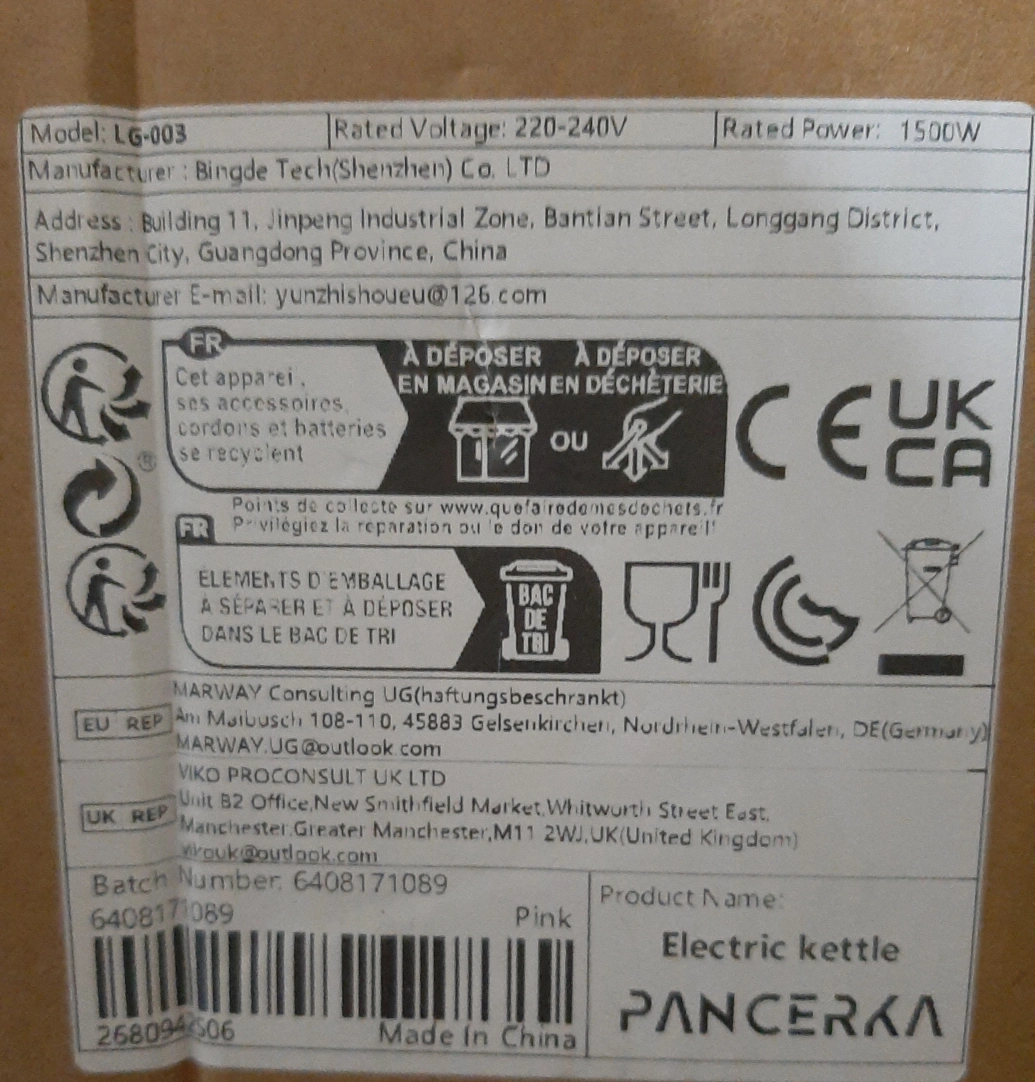 Model: LG-003 Rated Voltage: 220-240V Rated Power: 1500W
Manufacturer : Bingde Tech(Shenzhen) Co. LTD
Address : Building 11, Jinpeng Industrial Zone, Bantian Street, Longgang District,
Shenzhen City, Guangdong Province, China
Manufacturer E-mail: yunzhishoueu@126.com
FR
Cet appareil,
ses accessoires,
cordons et batteries
se recyclent
À DÉPOSER EN MAGASIN
OU
À DÉPOSER EN DÉCHÈTERIE
CE
UK
CA
®
Points de collecte sur www.quefairedemesdechets.fr
Privilégiez la réparation ou le don de votre appareil!
FR
ÉLEMENTS D'EMBALLAGE
À SÉPARER ET À DÉPOSER
DANS LE BAC DE TRI
BAC
DE
TRI
EU REP
MARWAY Consulting UG(haftungsbeschrankt)
Am Maibusch 108-110, 45883 Gelsenkirchen, Nordrhein-Westfalen, DE(Germany)
MARWAY.UG@outlook.com
UK REP
VIKO PROCONSULT UK LTD
Unit B2 Office,New Smithfield Market,Whitworth Street East,
Manchester,Greater Manchester,M11 2WJ,UK(United Kingdom)
vikouk@outlook.com
Batch Number: 6408171089
6408171089 Pink
Made In China
Product Name:
Electric kettle
PANCERKA